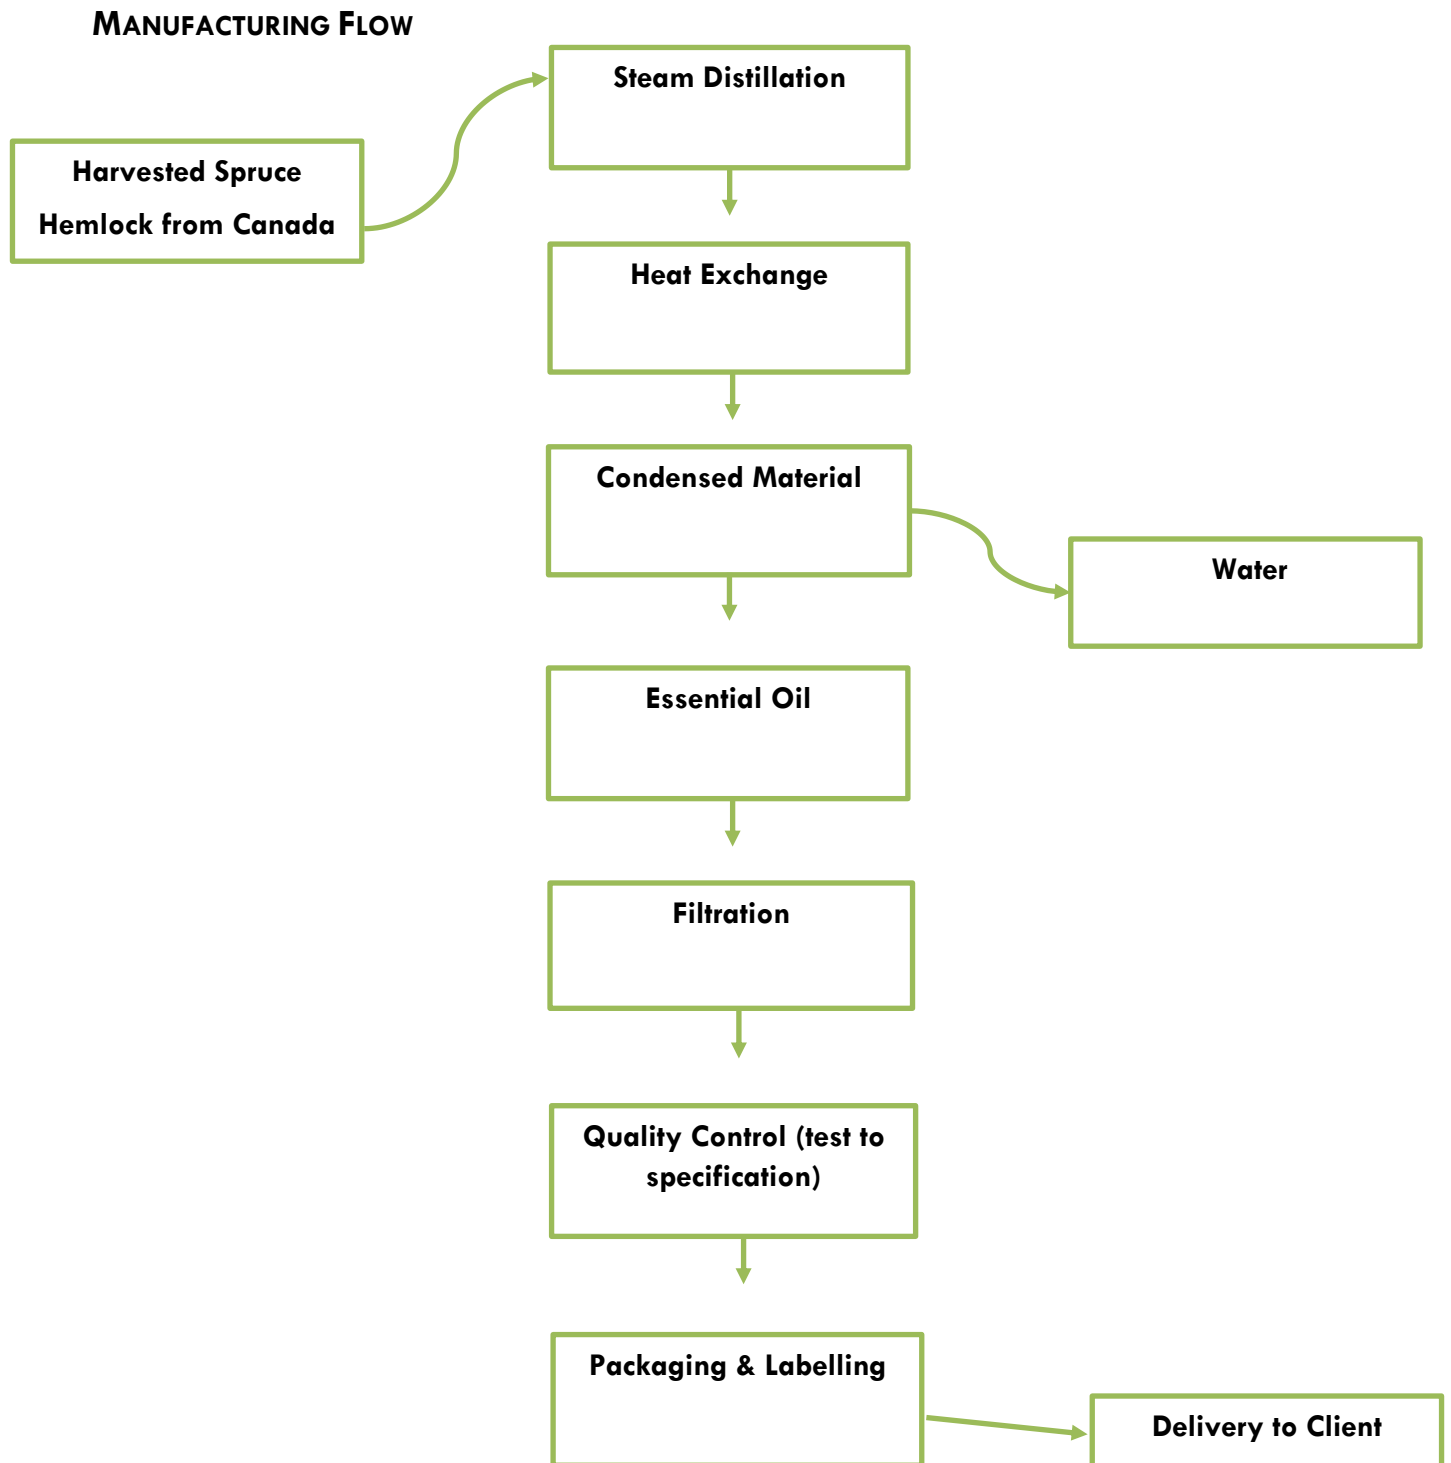 MANUFACTURING FLOW
Steam Distillation
Harvested Spruce
Hemlock from Canada
Heat Exchange
Condensed Material
Water
Essential Oil
Filtration
Quality Control (test to
specification)
Packaging & Labelling
Delivery to Client